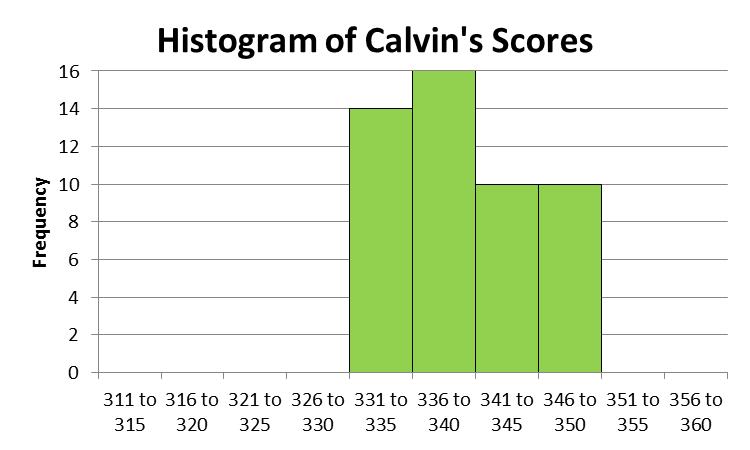 Histogram of Calvin's Scores
Frequency
16
14
12
10
8
6
4
2
0
311 to 316 to 321 to 326 to 331 to 336 to 341 to 346 to 351 to 356 to
315 320 325 330 335 340 345 350 355 360